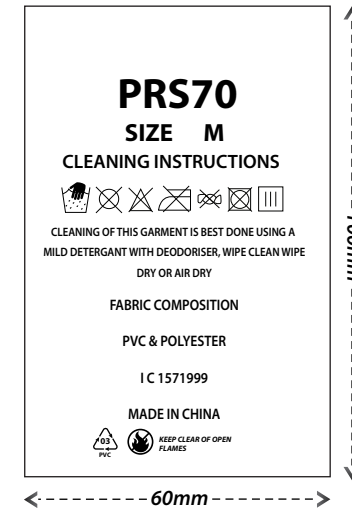 PRS70
SIZE M
CLEANING INSTRUCTIONS
CLEANING OF THIS GARMENT IS BEST DONE USING A
MILD DETERGANT WITH DEODORISER, WIPE CLEAN WIPE
DRY OR AIR DRY
FABRIC COMPOSITION
PVC & POLYESTER
I C 1571999
MADE IN CHINA
03
PVC
KEEP CLEAR OF OPEN
FLAMES
60mm